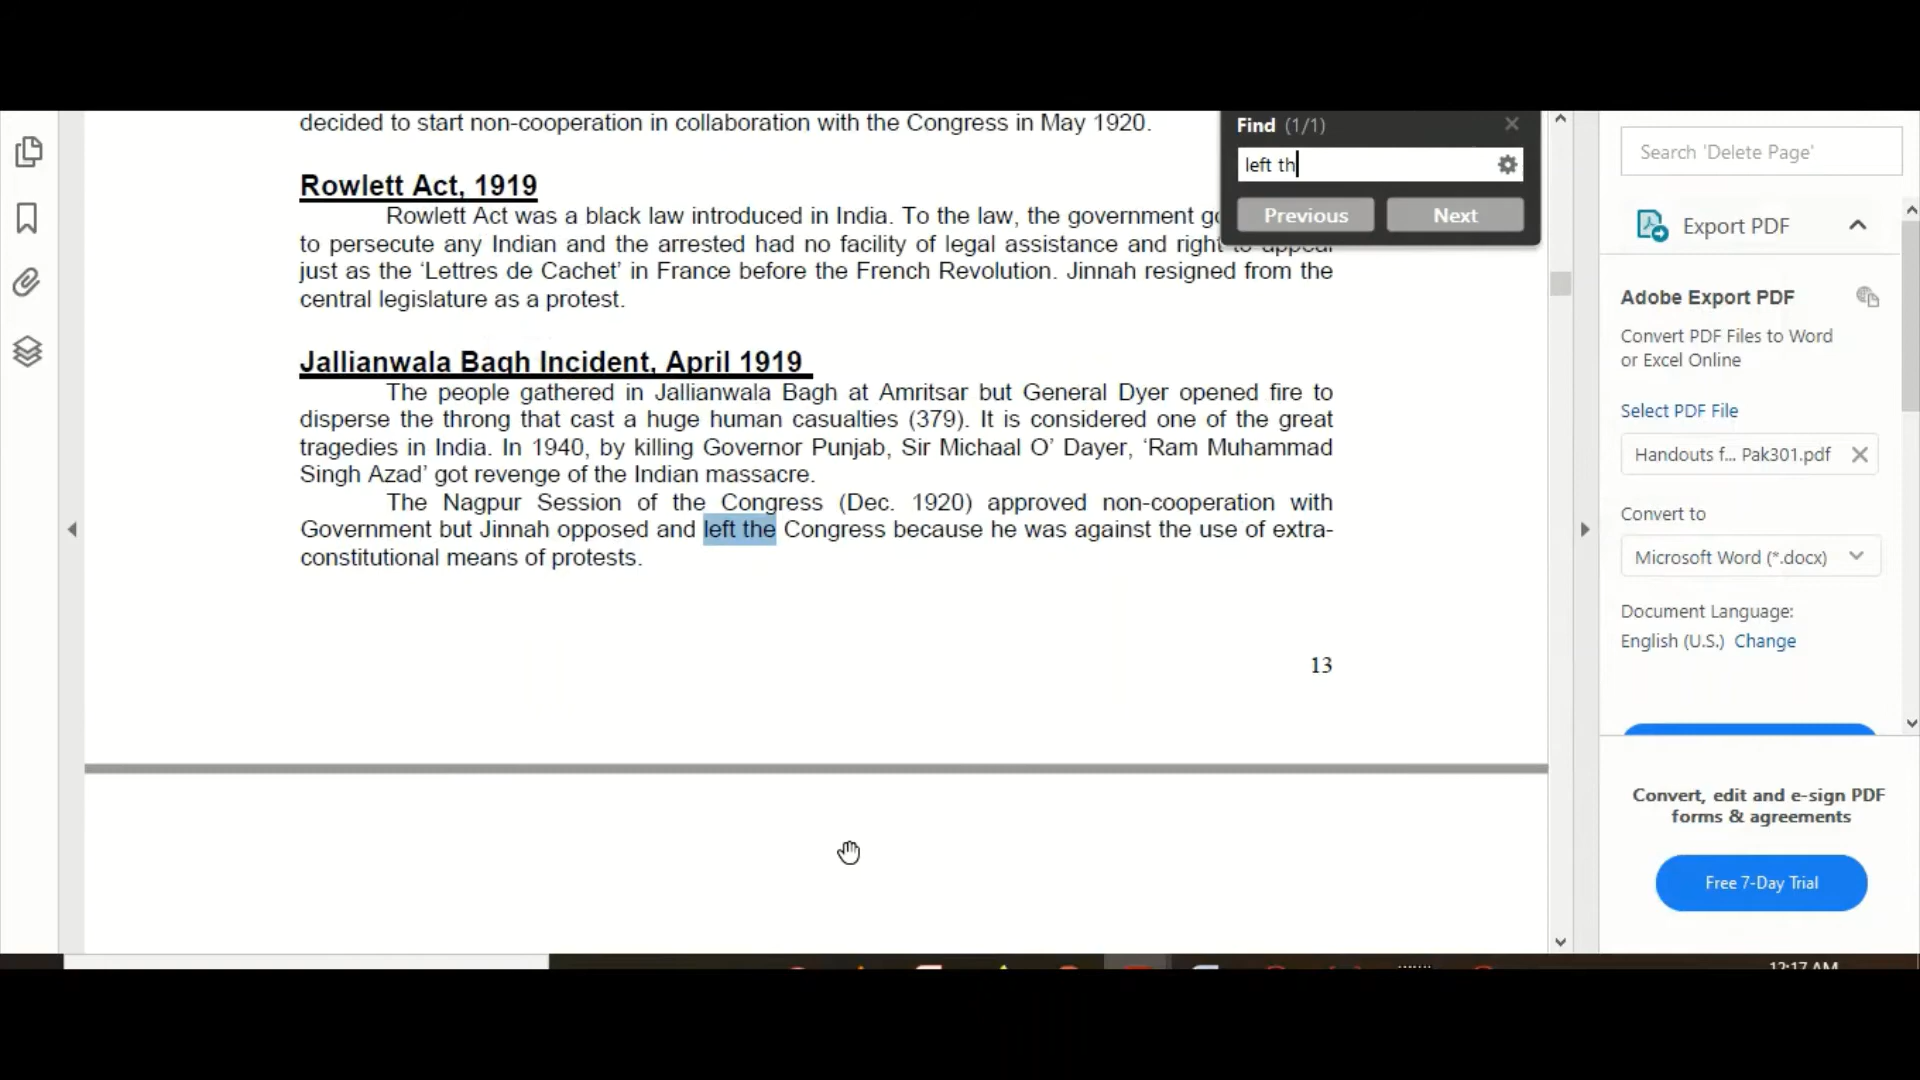 decided to start non-cooperation in collaboration with the Congress in May 1920.
Rowlett Act, 1919
Rowlett Act was a black law introduced in India. To the law, the government
to persecute any Indian and the arrested had no facility of legal assistance and right to appeal
just as the ‘Lettres de Cachet’ in France before the French Revolution. Jinnah resigned from the
central legislature as a protest.
Jallianwala Bagh Incident, April 1919
The people gathered in Jallianwala Bagh at Amritsar but General Dyer opened fire to
disperse the throng that cast a huge human casualties (379). It is considered one of the great
tragedies in India. In 1940, by killing Governor Punjab, Sir Michaal O’ Dayer, ‘Ram Muhammad
Singh Azad’ got revenge of the Indian massacre.
The Nagpur Session of the Congress (Dec. 1920) approved non-cooperation with
Government but Jinnah opposed and left the Congress because he was against the use of extra-
constitutional means of protests.
13
Find (1/1)
left th
Previous
Next
Search 'Delete Page'
Export PDF
Adobe Export PDF
Convert PDF Files to Word
or Excel Online
Select PDF File
Handouts f... Pak301.pdf
Convert to
Microsoft Word (*.docx)
Document Language:
English (U.S.) Change
Convert, edit and e-sign PDF
forms & agreements
Free 7-Day Trial
12:17 AM